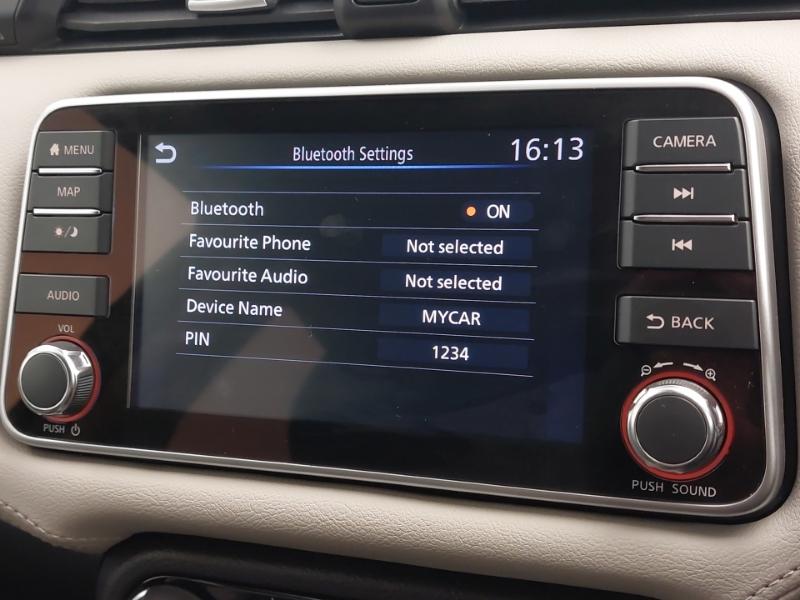 MENU
MAP
AUDIO
VOL
PUSH
Bluetooth Settings 16:13
Bluetooth ON
Favourite Phone Not selected
Favourite Audio Not selected
Device Name MYCAR
PIN 1234
CAMERA
BACK
PUSH SOUND